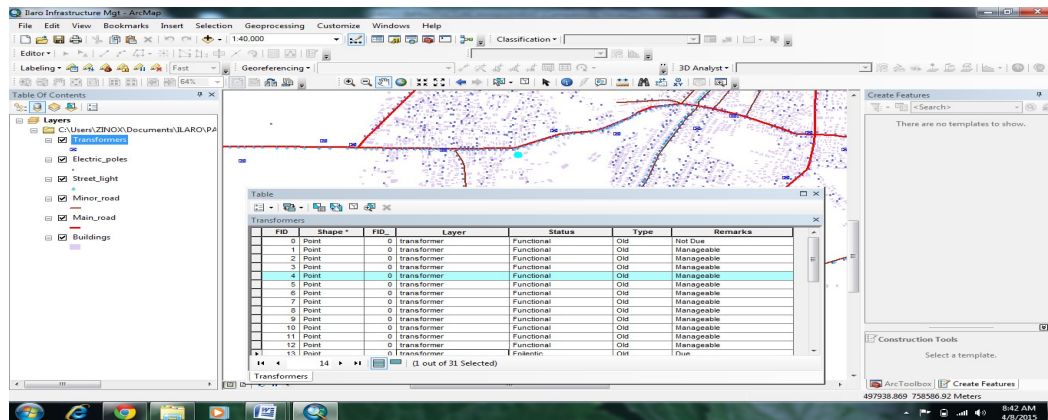 Ilaro Infrastructure Mgt - ArcMap
File Edit View Bookmarks Insert Selection Geoprocessing Customize Windows Help
1:40,000 Classification
Editor
Labeling Fast Georeferencing 3D Analyst
64%
Table Of Contents
Create Features
<Search>
There are no templates to show.
Layers
C:\Users\ZINOX\Documents\ILARO\PA
Transformers
Electric_poles
Street_light
Minor_road
Main_road
Buildings
Table
Transformers
FID Shape * FID_ Layer Status Type Remarks
0 Point 0 transformer Functional Old Not Due
1 Point 0 transformer Functional Old Manageable
2 Point 0 transformer Functional Old Manageable
3 Point 0 transformer Functional Old Manageable
4 Point 0 transformer Functional Old Manageable
5 Point 0 transformer Functional Old Manageable
6 Point 0 transformer Functional Old Manageable
7 Point 0 transformer Functional Old Manageable
8 Point 0 transformer Functional Old Manageable
9 Point 0 transformer Functional Old Manageable
10 Point 0 transformer Functional Old Manageable
11 Point 0 transformer Functional Old Manageable
12 Point 0 transformer Functional Old Manageable
13 Point 0 transformer Epileptic Old Due
14 (1 out of 31 Selected)
Transformers
Construction Tools
Select a template.
ArcToolbox Create Features
497938.869 758586.92 Meters
8:42 AM
4/8/2015